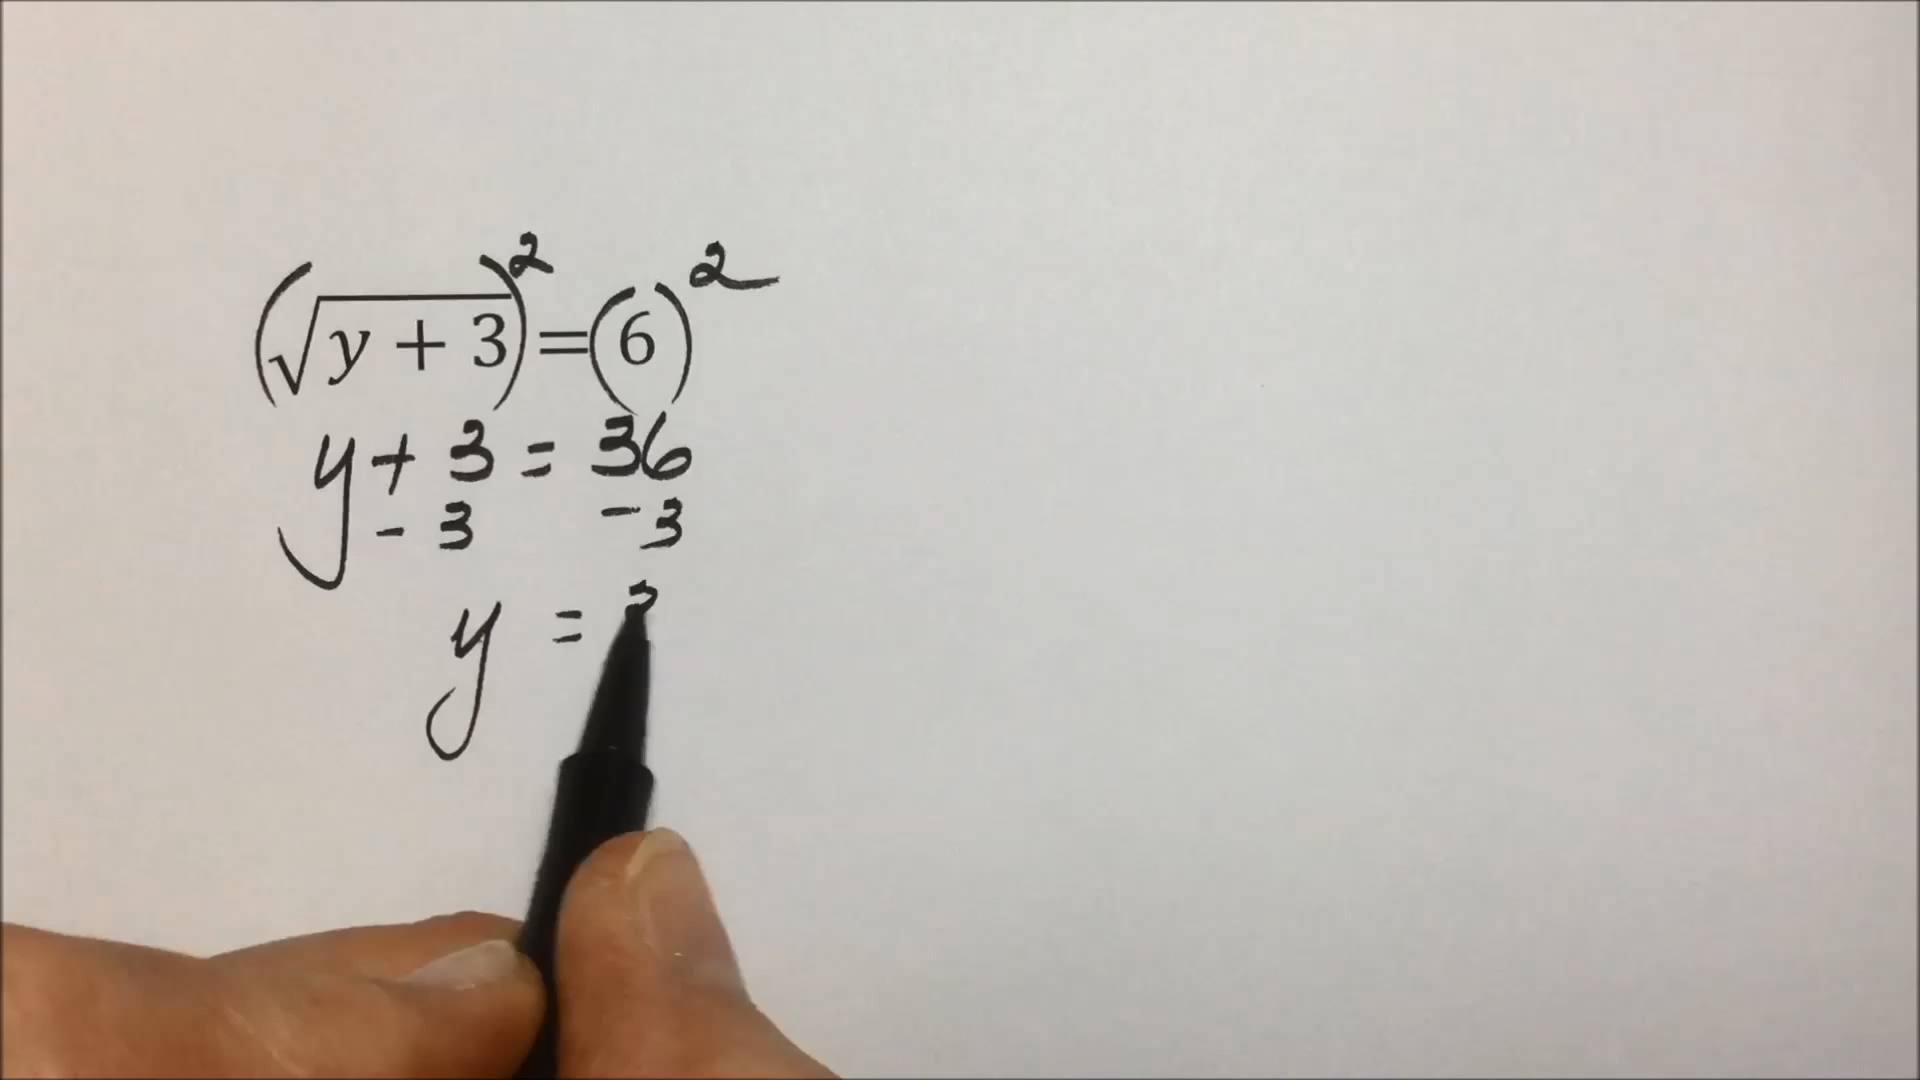 (√y + 3)² = (6)²
y + 3 = 36
- 3 - 3
y =